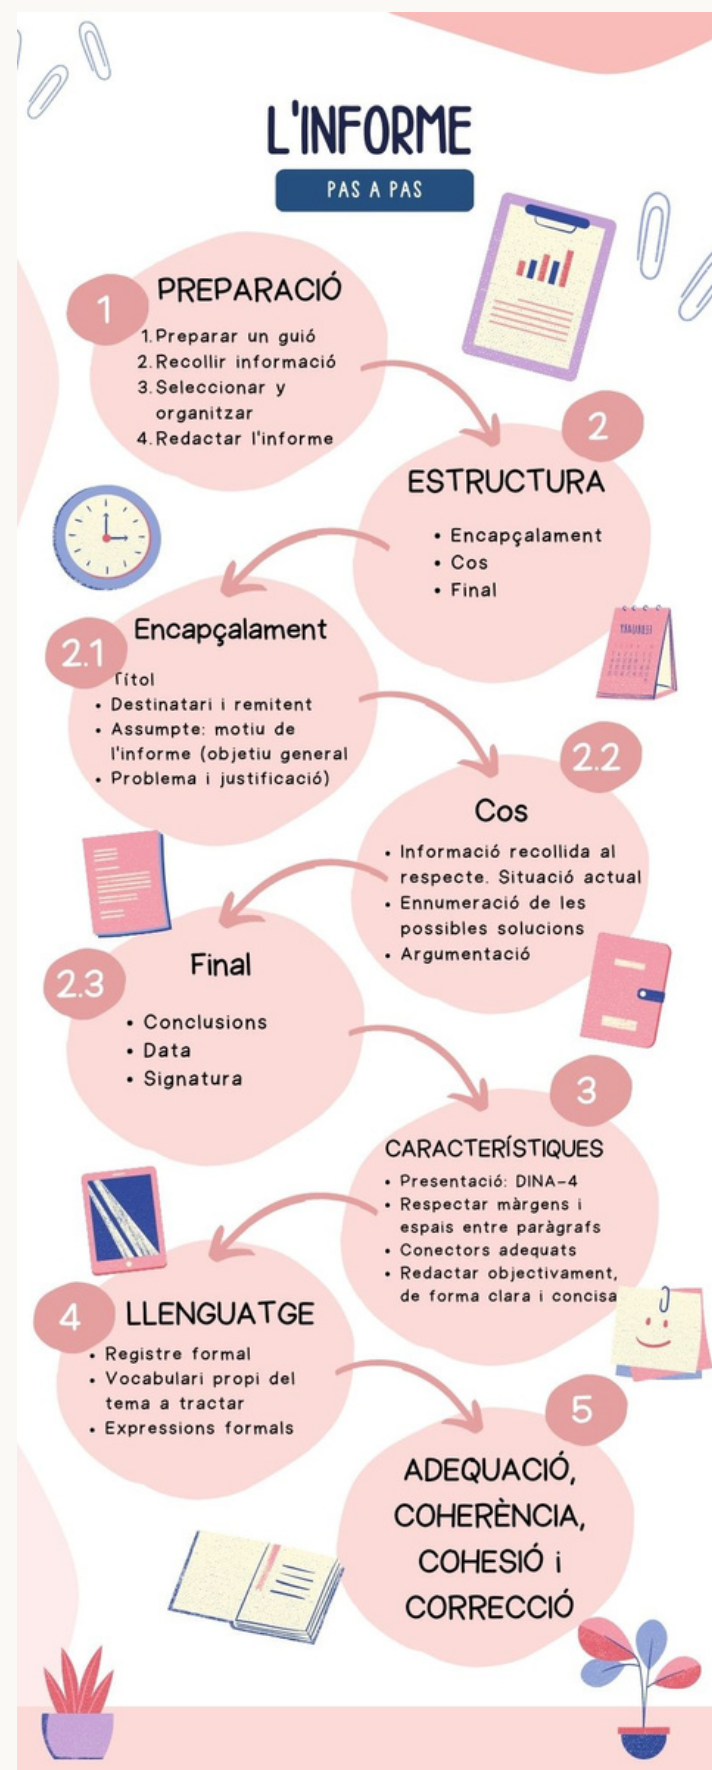 L'INFORME
PAS A PAS
1
PREPARACIÓ
1.Preparar un guió
2.Recollir informació
3.Seleccionar y
organitzar
4.Redactar l'informe
2
ESTRUCTURA
• Encapçalament
• Cos
• Final
2.1
Encapçalament
Títol
• Destinatari i remitent
• Assumpte: motiu de
l'informe (objetiu general
• Problema i justificació)
2.2
Cos
• Informació recollida al
respecte. Situació actual
• Ennumeració de les
possibles solucions
• Argumentació
2.3
Final
• Conclusions
• Data
• Signatura
3
CARACTERÍSTIQUES
• Presentació: DINA-4
• Respectar màrgens i
espais entre paràgrafs
• Conectors adequats
• Redactar objectivament,
de forma clara i concisa
4
LLENGUATGE
• Registre formal
• Vocabulari propi del
tema a tractar
• Expressions formals
5
ADEQUACIÓ,
COHERÈNCIA,
COHESIÓ i
CORRECCIÓ